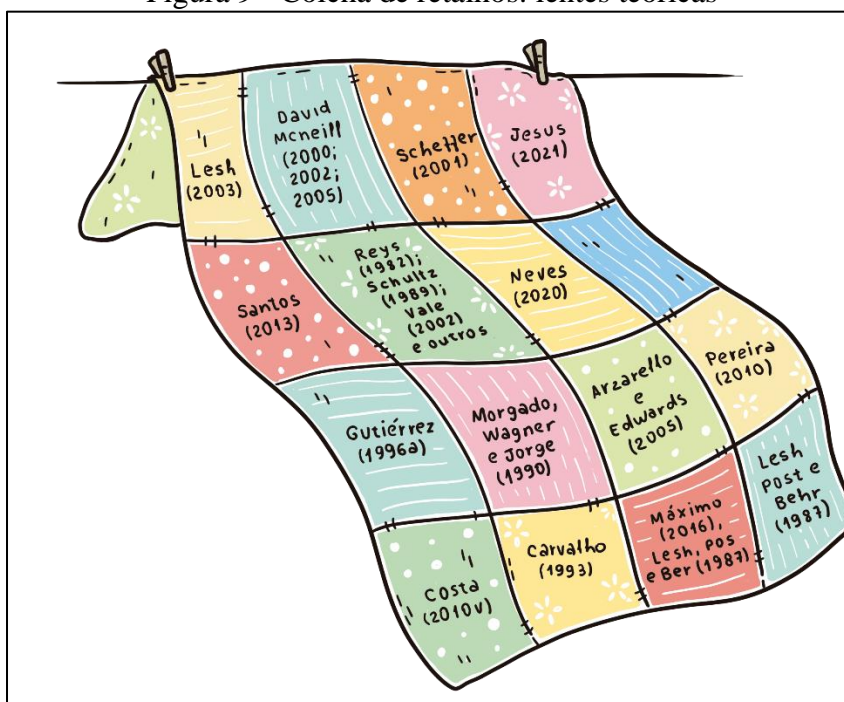 Figura 9 - Colcha de retalhos: lentes teóricas
Lesh
(2003)
David
Mcneill
(2000;
2002;
2005)
Scheffer
(2001)
Jesus
(2021)
Santos
(2013)
Reys
(1982);
Schultz
(1989);
Vale
(2002)
e outros
Neves
(2020)
Gutiérrez
(1996a)
Morgado,
Wagner
e Jorge
(1990)
Arzarello
e
Edwards
(2005)
Pereira
(2010)
Costa
(2010v)
Carvalho
(1993)
Máximo
(2016),
Lesh, Pos
e Ber (1987)
Lesh
Post e
Behr
(1987)